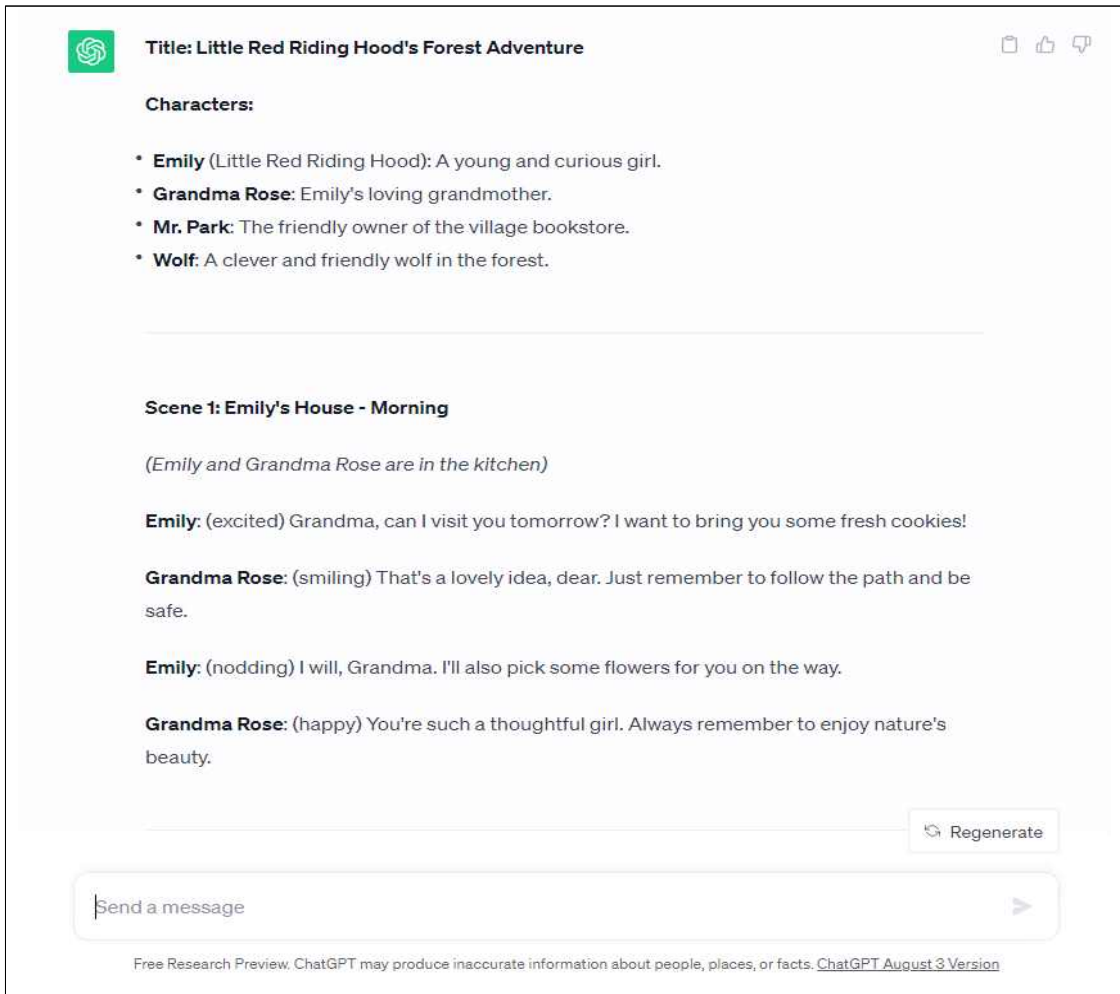 Title: Little Red Riding Hood's Forest Adventure
Characters:
• Emily (Little Red Riding Hood): A young and curious girl.
• Grandma Rose: Emily's loving grandmother.
• Mr. Park: The friendly owner of the village bookstore.
• Wolf: A clever and friendly wolf in the forest.
Scene 1: Emily's House - Morning
(Emily and Grandma Rose are in the kitchen)
Emily: (excited) Grandma, can I visit you tomorrow? I want to bring you some fresh cookies!
Grandma Rose: (smiling) That's a lovely idea, dear. Just remember to follow the path and be
safe.
Emily: (nodding) I will, Grandma. I'll also pick some flowers for you on the way.
Grandma Rose: (happy) You're such a thoughtful girl. Always remember to enjoy nature's
beauty.
Regenerate
Send a message
Free Research Preview. ChatGPT may produce inaccurate information about people, places, or facts. ChatGPT August 3 Version